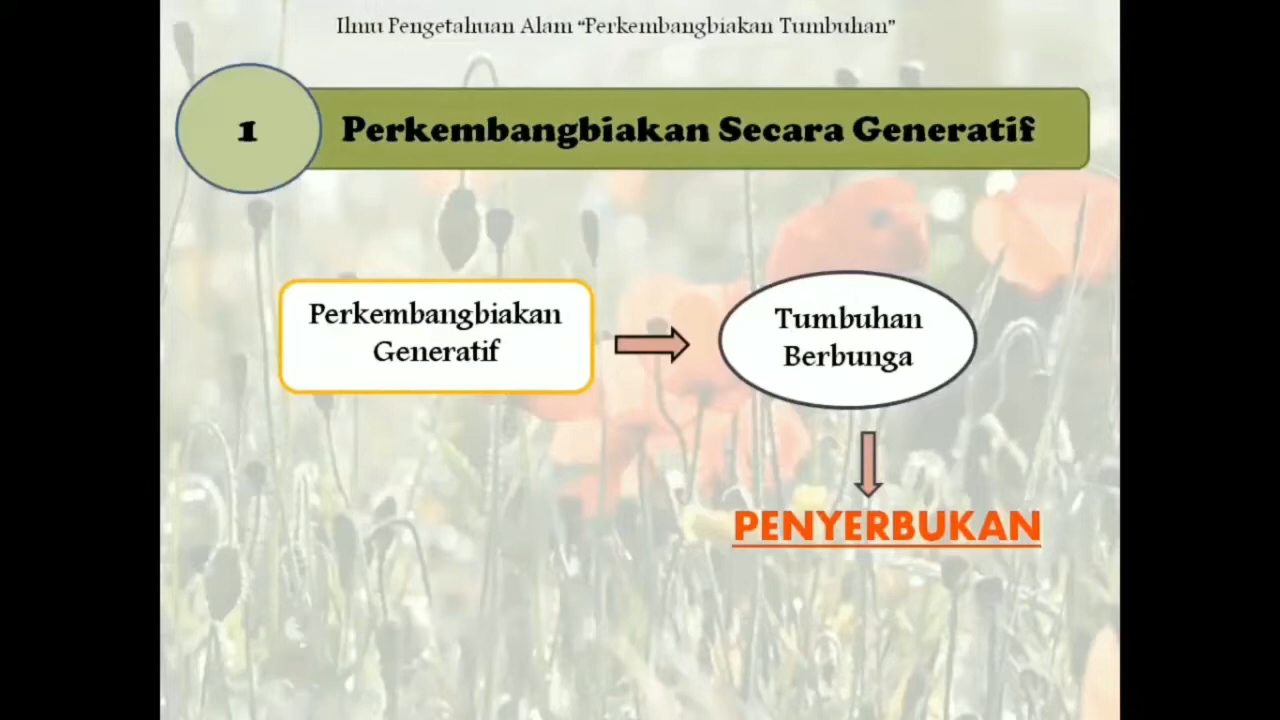 Ilmu Pengetahuan Alam “Perkembangbiakan Tumbuhan”
1
Perkembangbiakan Secara Generatif
Perkembangbiakan
Generatif
Tumbuhan
Berbunga
PENYERBUKAN